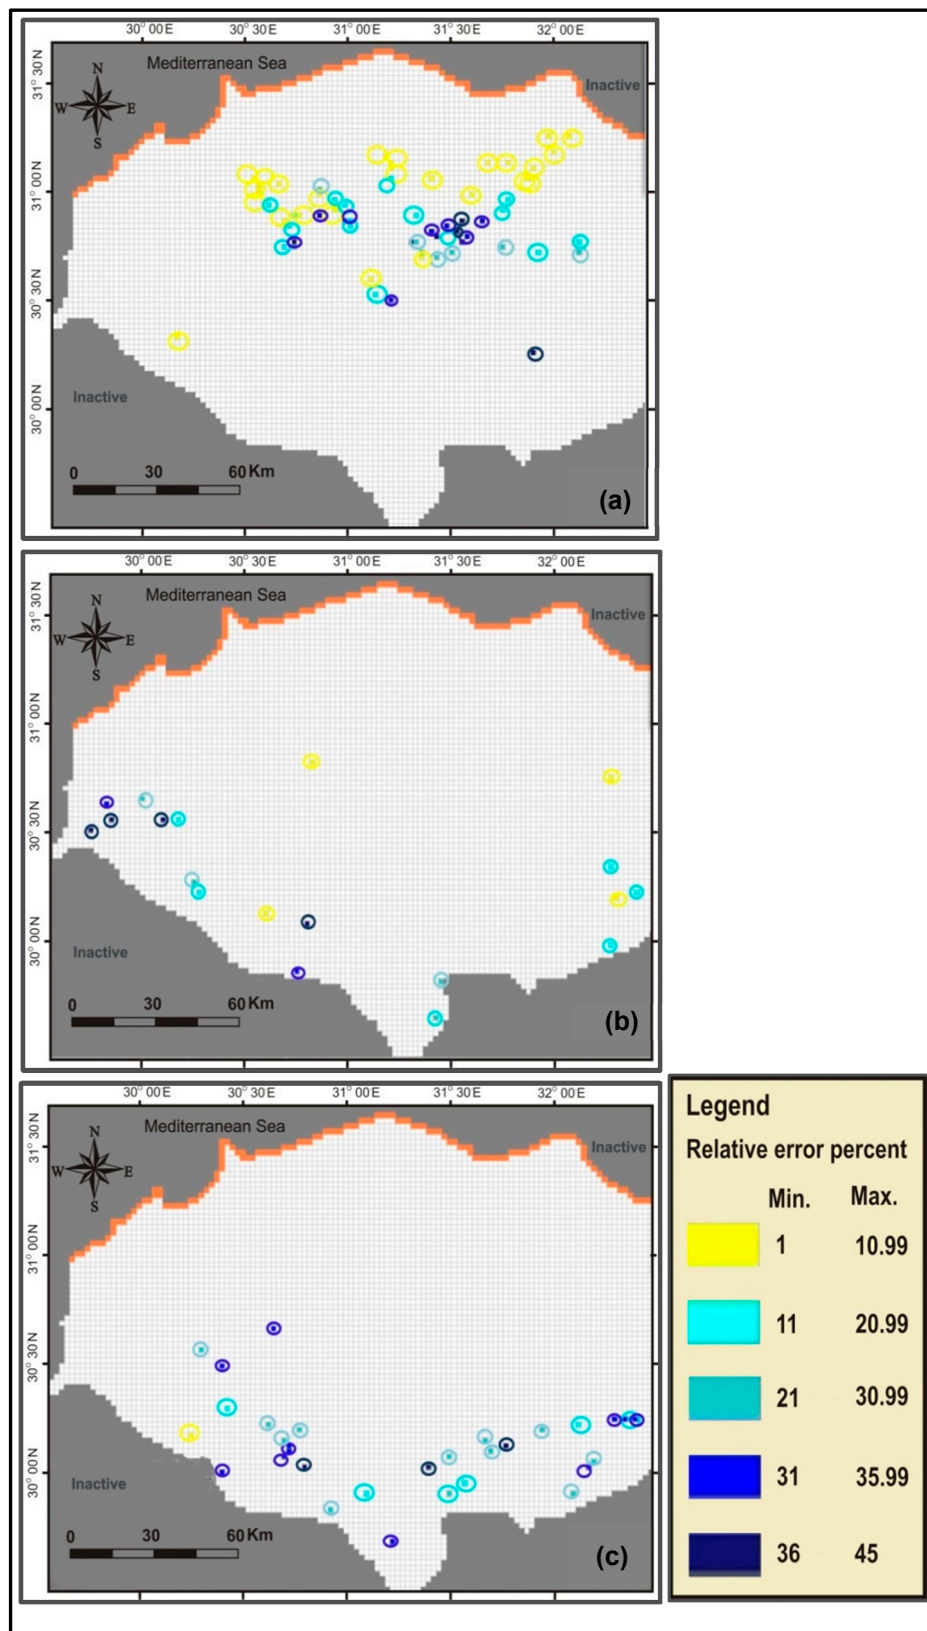 30° 00 E 30° 30 E 31° 00 E 31° 30 E 32° 00 E
Mediterranean Sea
Inactive
N
W E
S
31° 30 N
31° 00 N
30° 30 N
30° 00 N
Inactive
0 30 60 Km
(a)
30° 00 E 30° 30 E 31° 00 E 31° 30 E 32° 00 E
Mediterranean Sea
Inactive
N
W E
S
31° 30 N
31° 00 N
30° 30 N
30° 00 N
Inactive
0 30 60 Km
(b)
30° 00 E 30° 30 E 31° 00 E 31° 30 E 32° 00 E
Mediterranean Sea
Inactive
N
W E
S
31° 30 N
31° 00 N
30° 30 N
30° 00 N
Inactive
0 30 60 Km
(c)
Legend
Relative error percent
Min. Max.
1 10.99
11 20.99
21 30.99
31 35.99
36 45